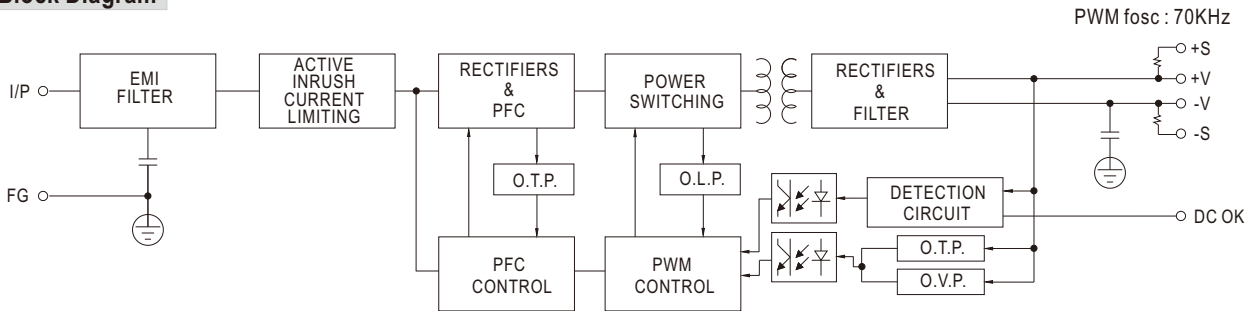 Block Diagram
PWM fosc : 70KHz
I/P
EMI
FILTER
ACTIVE
INRUSH
CURRENT
LIMITING
RECTIFIERS
&
PFC
POWER
SWITCHING
RECTIFIERS
&
FILTER
+S
+V
-V
-S
FG
O.T.P.
O.L.P.
DETECTION
CIRCUIT
DC OK
PFC
CONTROL
PWM
CONTROL
O.T.P.
O.V.P.